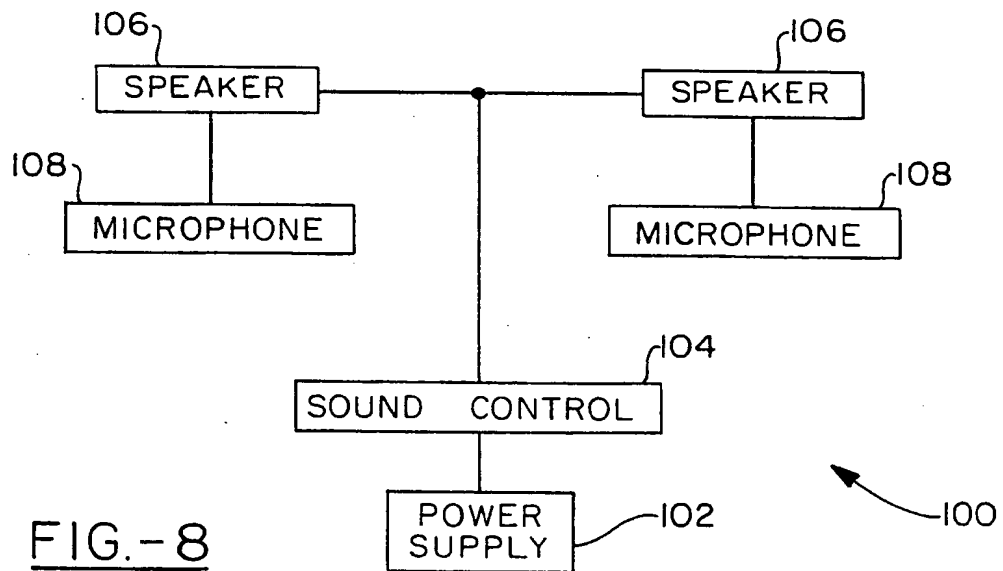 106
106
SPEAKER
SPEAKER
108
108
MICROPHONE
MICROPHONE
104
SOUND CONTROL
POWER
SUPPLY
102
100
FIG.-8